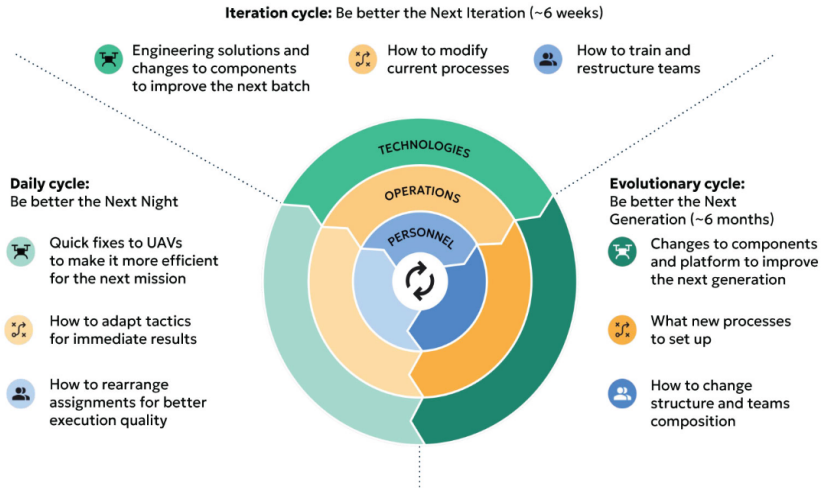 Iteration cycle: Be better the Next Iteration (~6 weeks)
Engineering solutions and
changes to components
to improve the next batch
How to modify
current processes
How to train and
restructure teams
TECHNOLOGIES
OPERATIONS
PERSONNEL
Daily cycle:
Be better the Next Night
Quick fixes to UAVs
to make it more efficient
for the next mission
How to adapt tactics
for immediate results
How to rearrange
assignments for better
execution quality
Evolutionary cycle:
Be better the Next
Generation (~6 months)
Changes to components
and platform to improve
the next generation
What new processes
to set up
How to change
structure and teams
composition